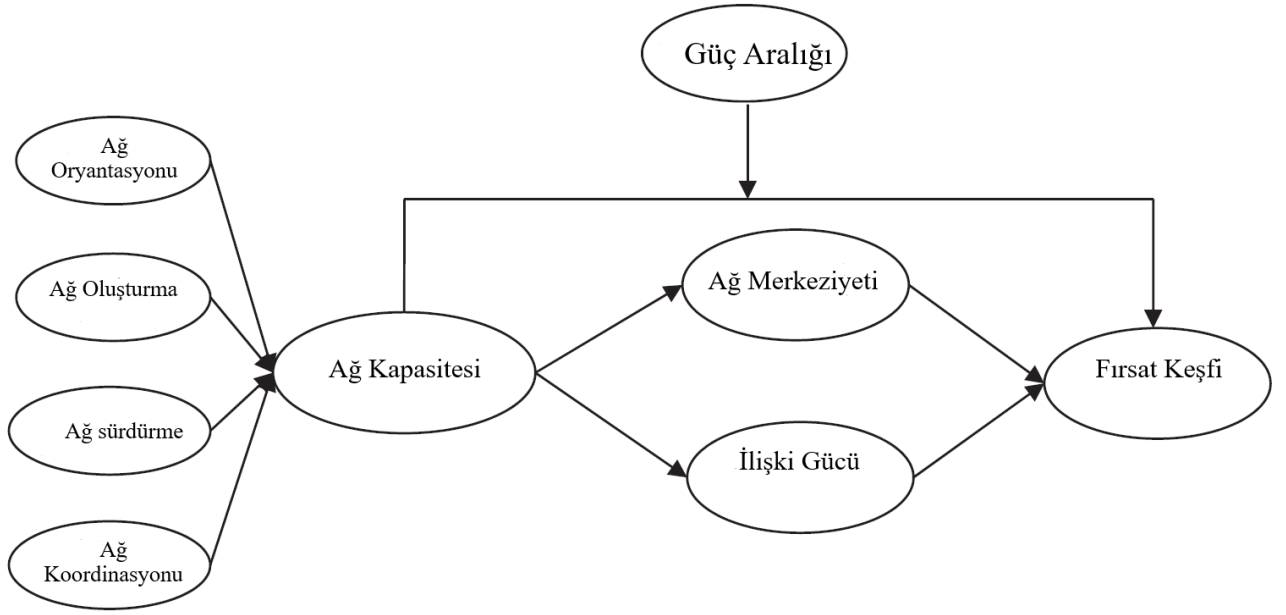 Güç Aralığı
Ağ
Oryantasyonu
Ağ Oluşturma
Ağ sürdürme
Ağ
Koordinasyonu
Ağ Kapasitesi
Ağ Merkeziyeti
İlişki Gücü
Fırsat Keşfi